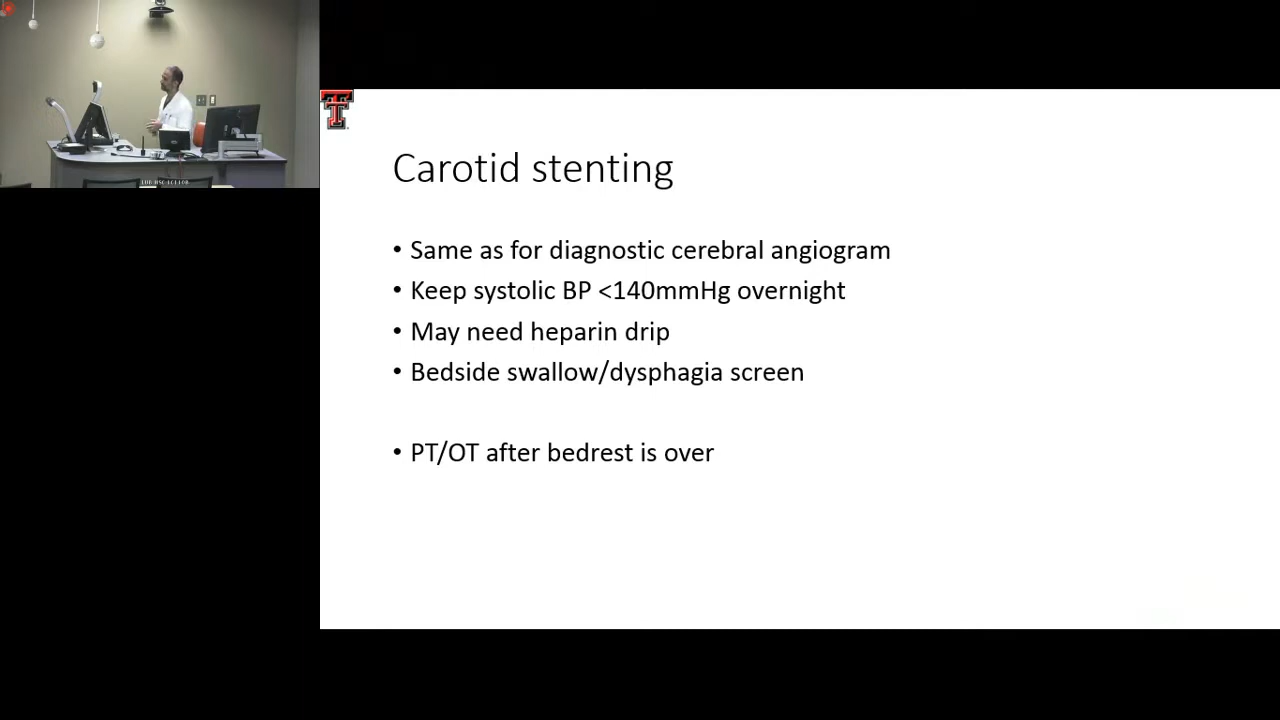 Carotid stenting
• Same as for diagnostic cerebral angiogram
• Keep systolic BP <140mmHg overnight
• May need heparin drip
• Bedside swallow/dysphagia screen
• PT/OT after bedrest is over